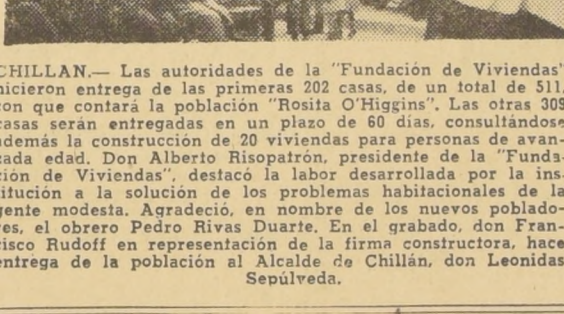 CHILLAN.— Las autoridades de la "Fundación de Viviendas"
hicieron entrega de las primeras 202 casas, de un total de 511,
con que contará la población "Rosita O'Higgins". Las otras 309
casas serán entregadas en un plazo de 60 días, consultándose
además la construcción de 20 viviendas para personas de avan-
zada edad. Don Alberto Risopatrón, presidente de la "Funda-
ción de Viviendas", destacó la labor desarrollada por la ins-
titución a la solución de los problemas habitacionales de la
gente modesta. Agradeció, en nombre de los nuevos poblado-
res, el obrero Pedro Rivas Duarte. En el grabado, don Fran-
cisco Rudoff en representación de la firma constructora, hace
entrega de la población al Alcalde de Chillán, don Leonidas
Sepúlveda.